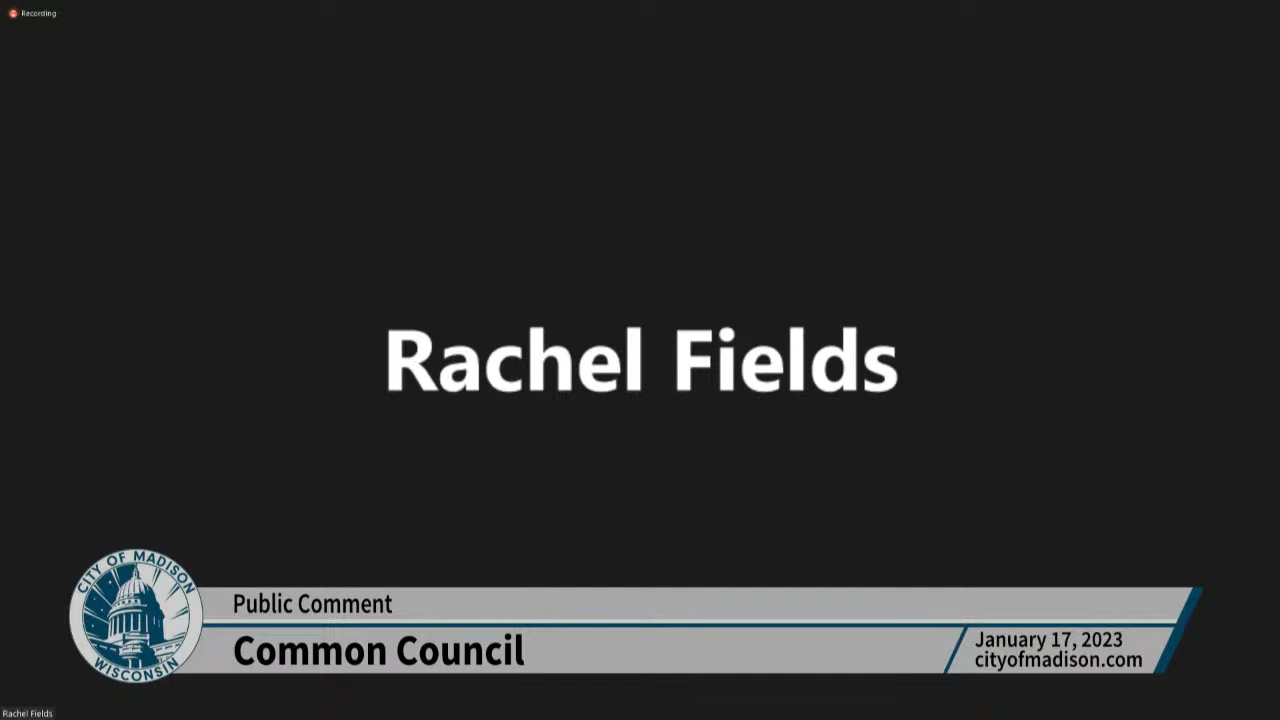 Recording
Rachel Fields
CITY OF MADISON
WISCONSIN
Public Comment
Common Council
January 17, 2023
cityofmadison.com
Rachel Fields